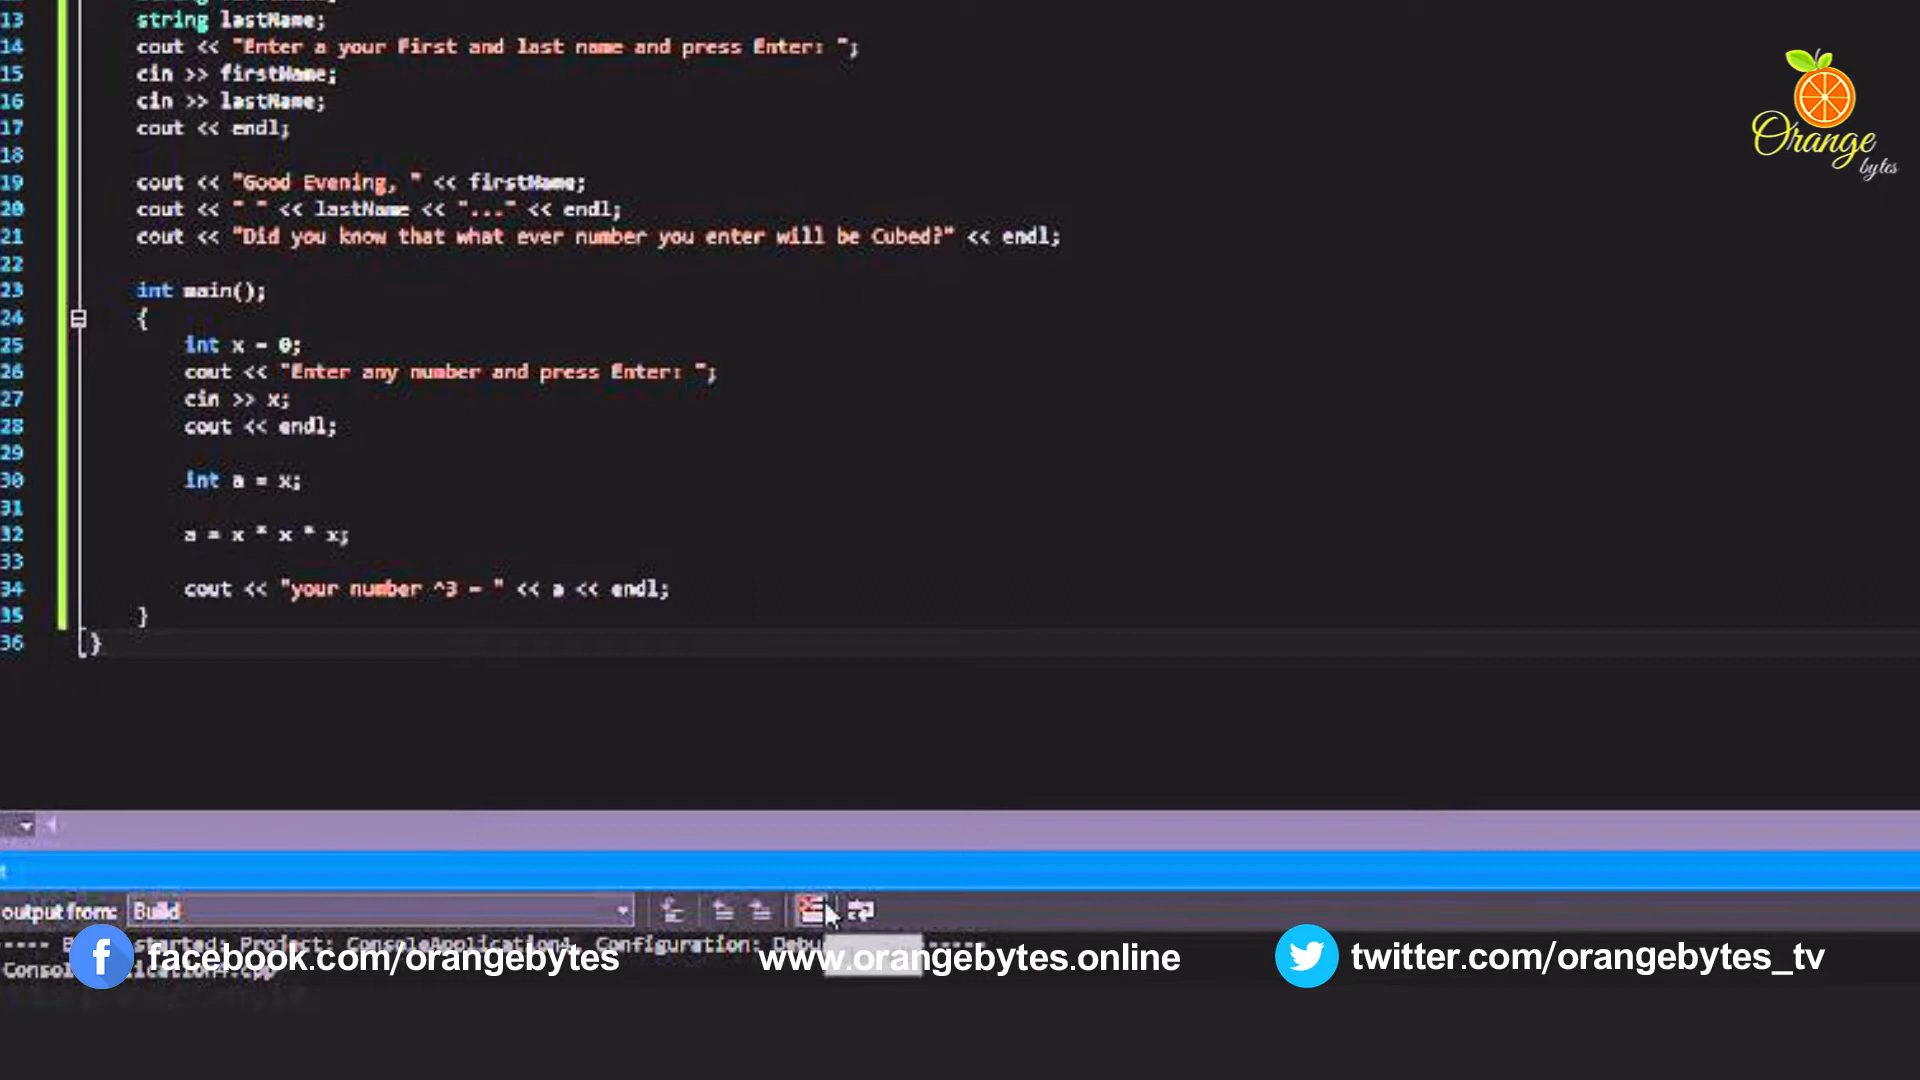 13 string lastName;
14 cout << "Enter a your First and last name and press Enter: ";
15 cin >> firstName;
16 cin >> lastName;
17 cout << endl;
18
19 cout << "Good Evening, " << firstName;
20 cout << " " << lastName << "..." << endl;
21 cout << "Did you know that what ever number you enter will be Cubed?" << endl;
22
23 int main();
24 {
25 int x = 0;
26 cout << "Enter any number and press Enter: ";
27 cin >> x;
28 cout << endl;
29
30 int a = x;
31
32 a = x * x * x;
33
34 cout << "your number ^3 = " << a << endl;
35 }
36 }
Orange
bytes
output from: Build
started: Project: ConsoleApplication4, Configuration:
facebook.com/orangebytes
www.orangebytes.online
twitter.com/orangebytes_tv